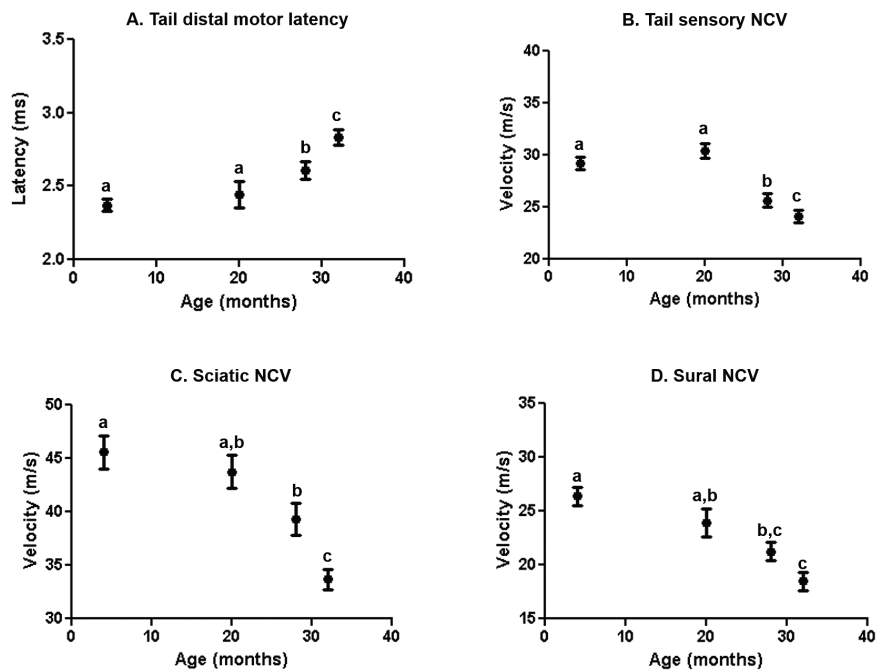 A. Tail distal motor latency
3.5
3.0
2.5
2.0
Latency (ms)
a
a
b
c
0 10 20 30 40
Age (months)
B. Tail sensory NCV
40
35
30
25
20
Velocity (m/s)
a
a
b
c
0 10 20 30 40
Age (months)
C. Sciatic NCV
50
45
40
35
30
Velocity (m/s)
a
a,b
b
c
0 10 20 30 40
Age (months)
D. Sural NCV
35
30
25
20
15
Velocity (m/s)
a
a,b
b,c
c
0 10 20 30 40
Age (months)